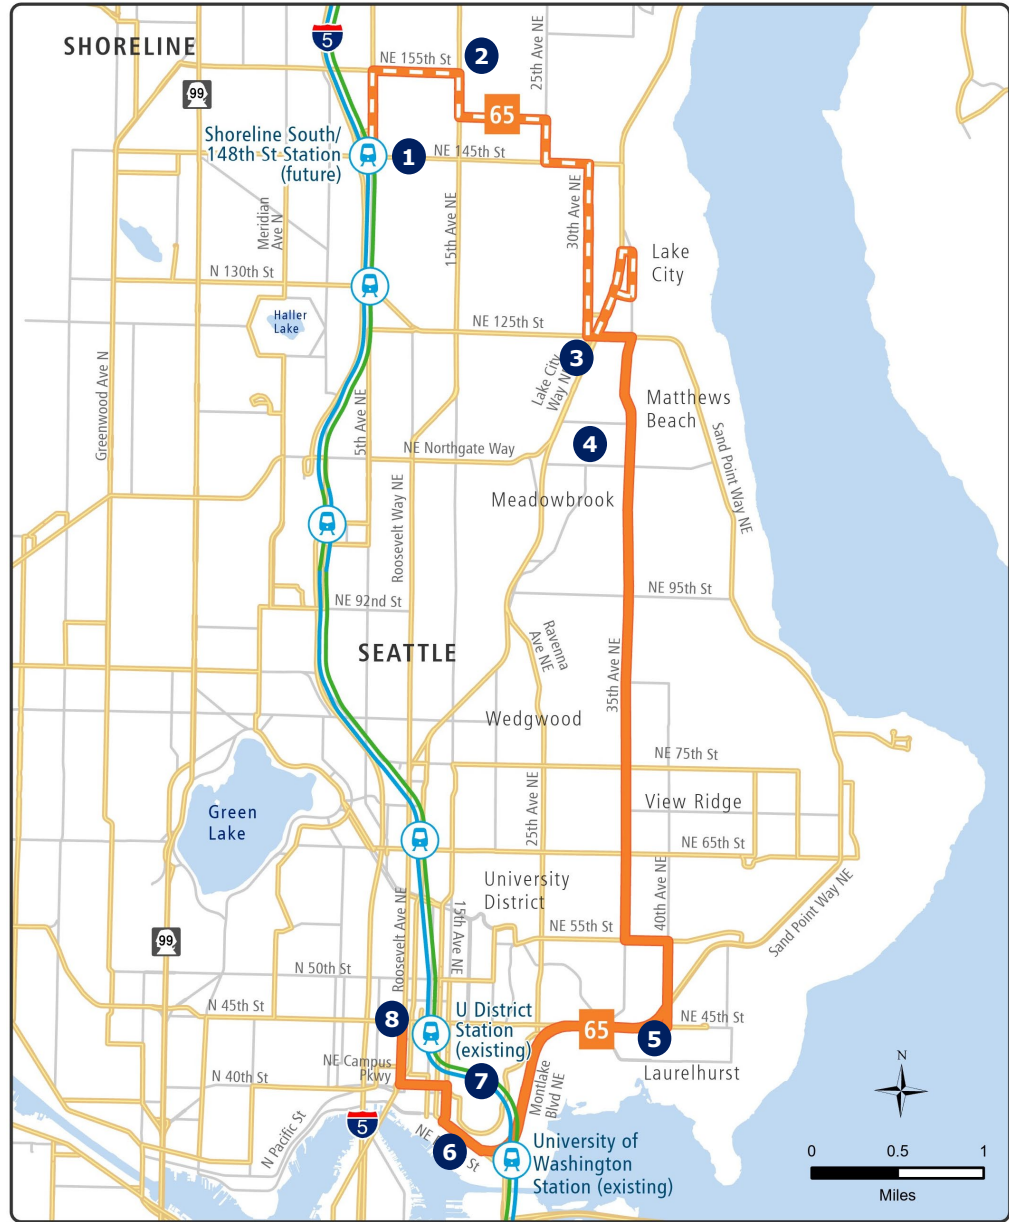 SHORELINE
5
NE 155th St
2
25th Ave NE
99
65
Shoreline South/
148th St Station
(future)
1
NE 145th St
Meridian
Ave N
15th Ave NE
30th Ave NE
Lake
City
N 130th St
Haller
Lake
NE 125th St
3
Lake City
Way N
Greenwood Ave N
5th Ave NE
Matthews
Beach
Sand Point Way NE
4
NE Northgate Way
Meadowbrook
Roosevelt Way NE
NE 92nd St
NE 95th St
SEATTLE
Ravenna
Ave NE
35th Ave NE
Wedgwood
NE 75th St
Green
Lake
25th Ave NE
View Ridge
NE 65th St
University
District
40th Ave NE
Roosevelt Ave NE
15th Ave NE
NE 55th St
Sand Point Way NE
99
N 50th St
N 45th St
8
U District
Station
(existing)
65
NE 45th St
5
NE Campus
Pkwy
7
N 40th St
Montlake
Blvd NE
Laurelhurst
N
N Pacific St
5
NE
St
6
University of
Washington
Station (existing)
0 0.5 1
Miles